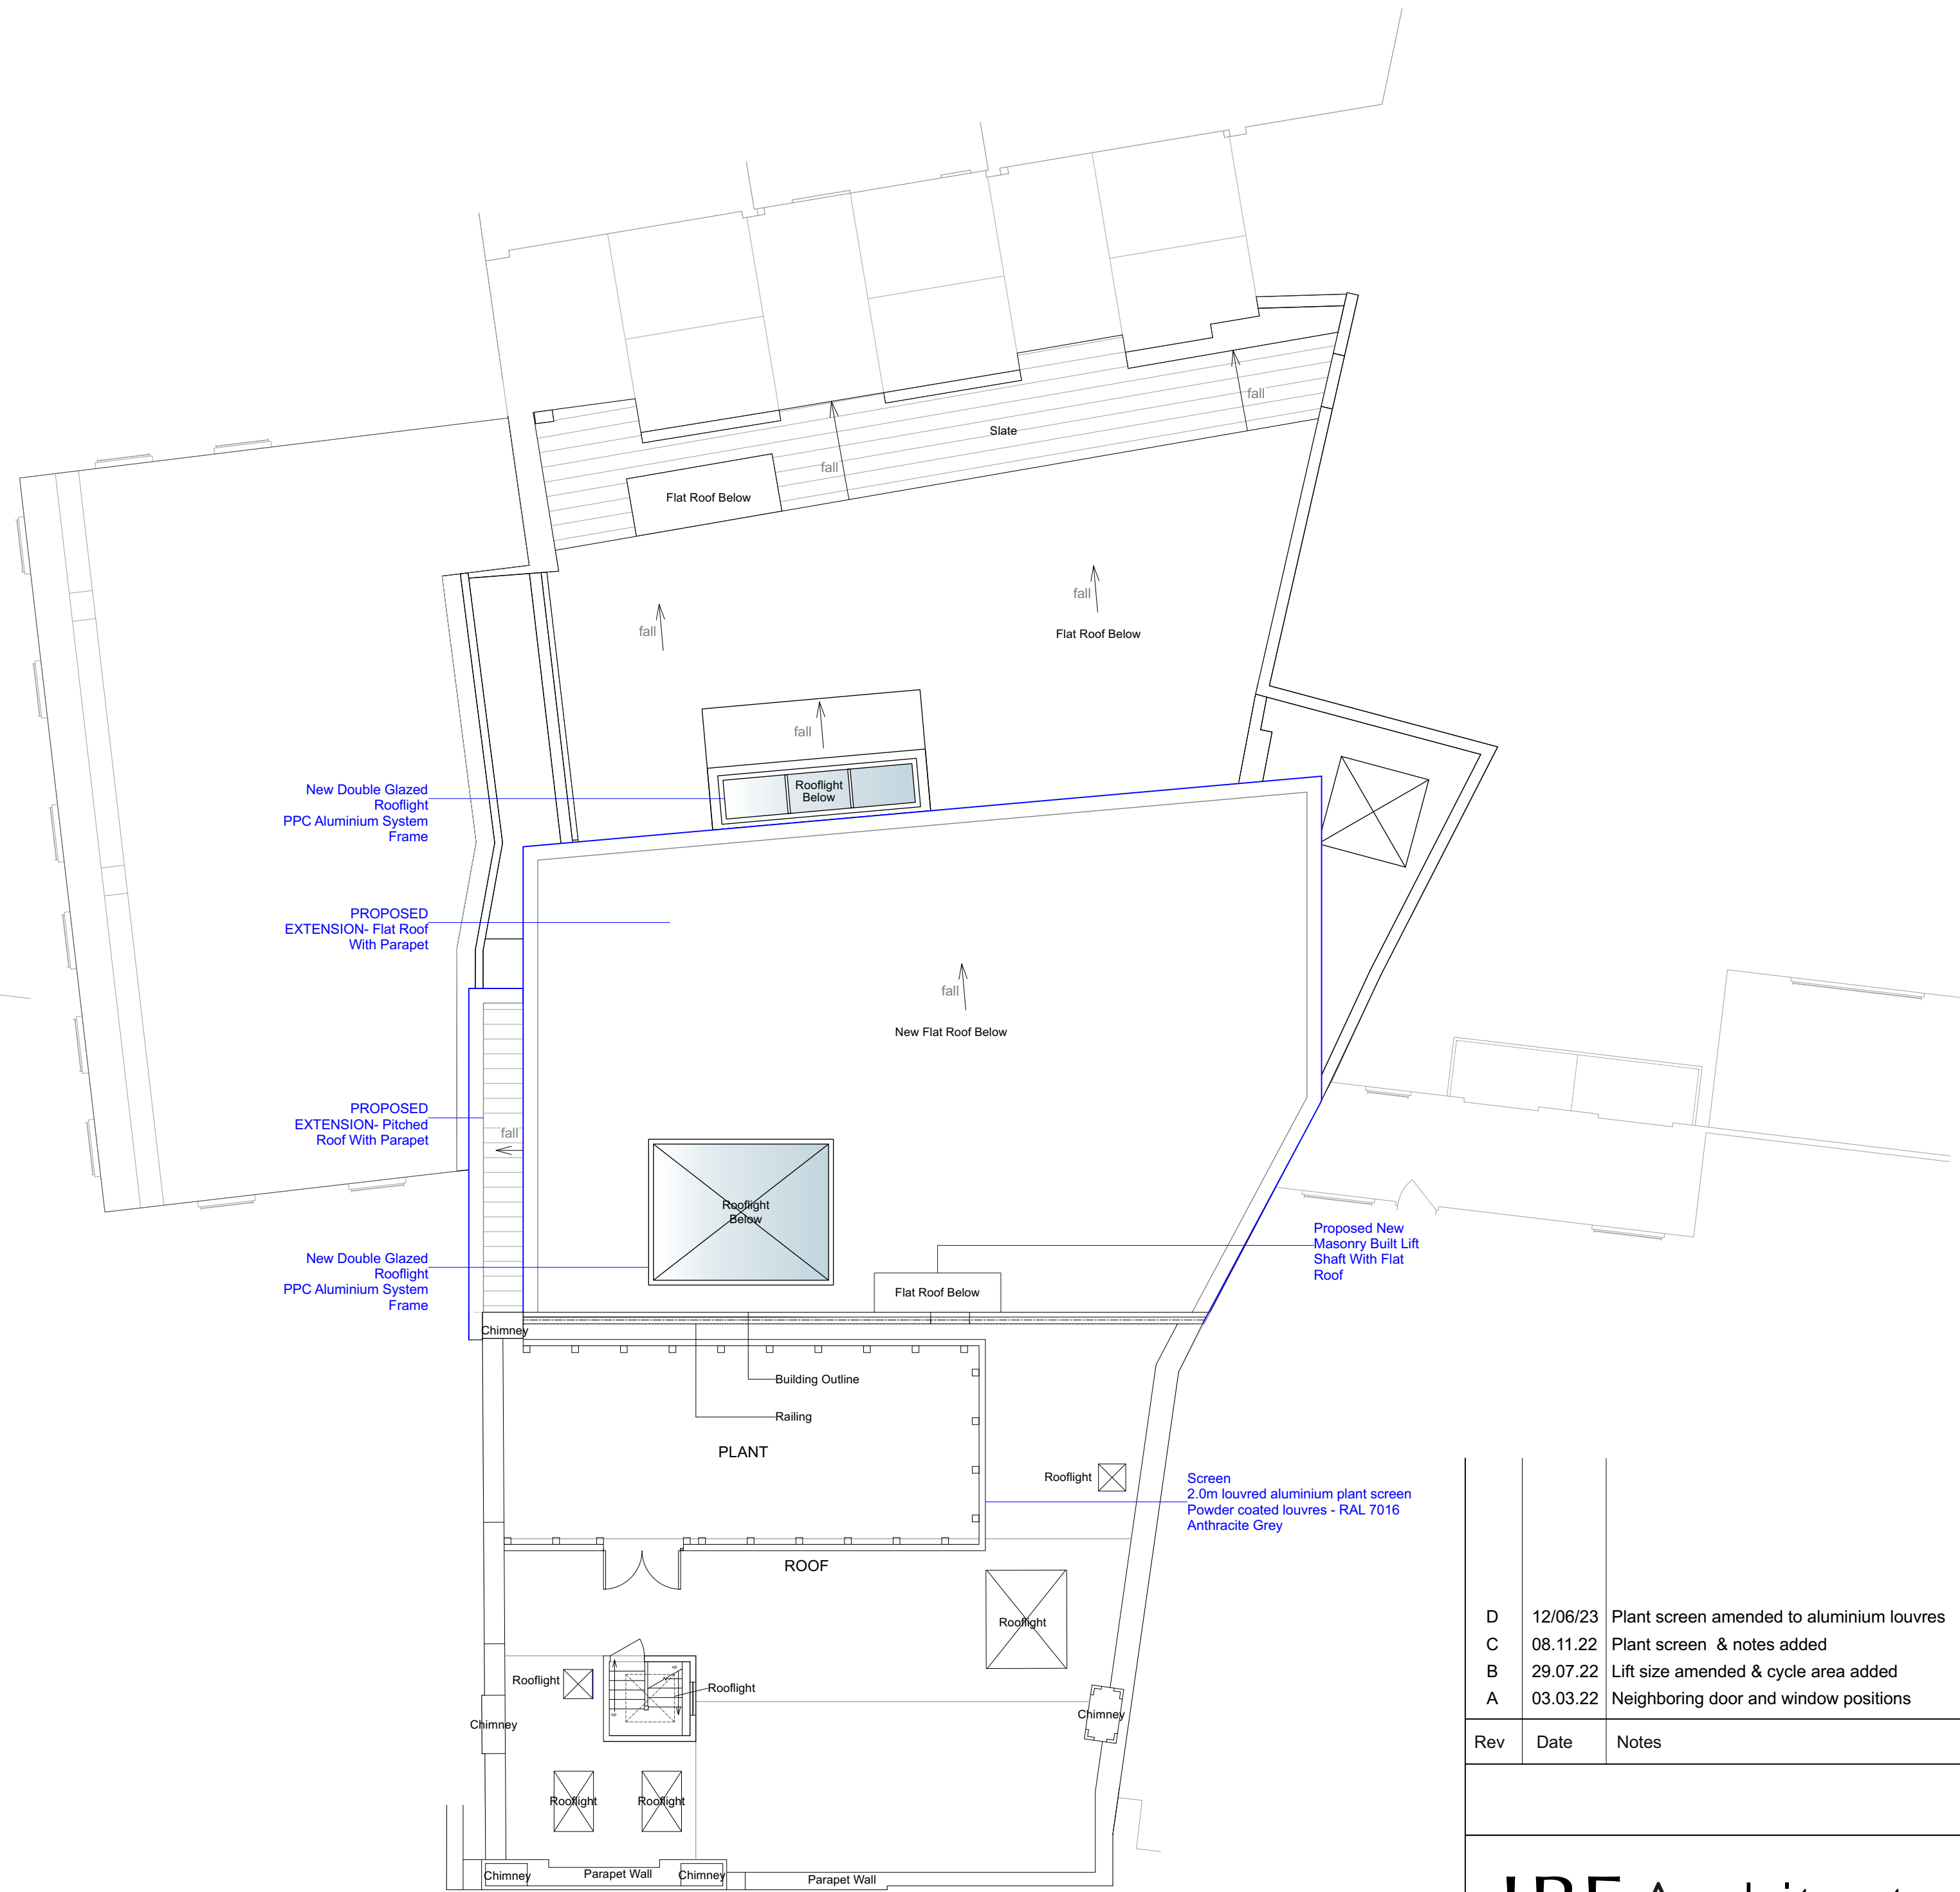 fall
Slate
fall
Flat Roof Below
fall
fall
Flat Roof Below
fall
Rooflight
Below
New Double Glazed
Rooflight
PPC Aluminium System
Frame
PROPOSED
EXTENSION- Flat Roof
With Parapet
fall
New Flat Roof Below
PROPOSED
EXTENSION- Pitched
Roof With Parapet
fall
Rooflight
Below
New Double Glazed
Rooflight
PPC Aluminium System
Frame
Proposed New
Masonry Built Lift
Shaft With Flat
Roof
Flat Roof Below
Chimney
Building Outline
Railing
PLANT
Rooflight
Screen
2.0m louvred aluminium plant screen
Powder coated louvres - RAL 7016
Anthracite Grey
ROOF
Rooflight
Rooflight
Rooflight
Chimney
Chimney
Rooflight
Rooflight
Chimney
Parapet Wall
Chimney
Parapet Wall
D 12/06/23 Plant screen amended to aluminium louvres
C 08.11.22 Plant screen & notes added
B 29.07.22 Lift size amended & cycle area added
A 03.03.22 Neighboring door and window positions
Rev Date Notes